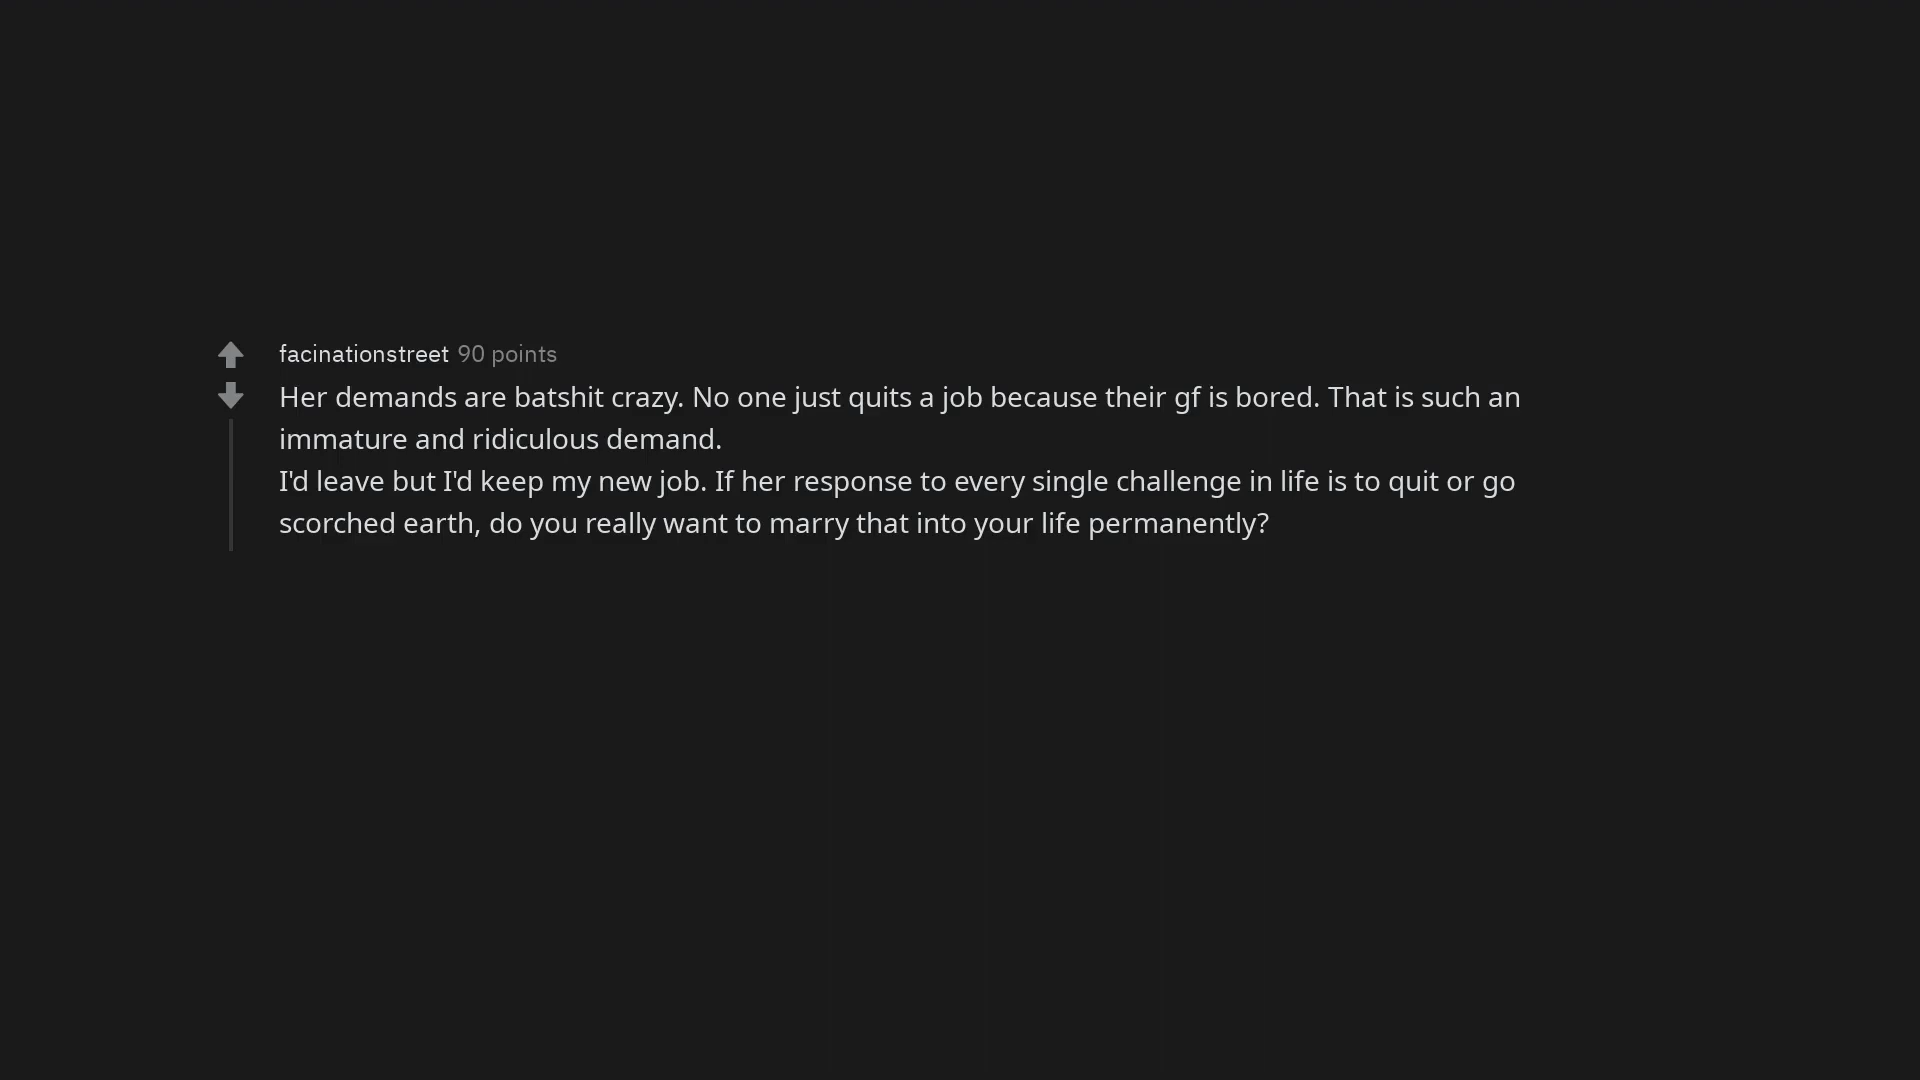 facinationstreet 90 points
Her demands are batshit crazy. No one just quits a job because their gf is bored. That is such an
immature and ridiculous demand.
I'd leave but I'd keep my new job. If her response to every single challenge in life is to quit or go
scorched earth, do you really want to marry that into your life permanently?